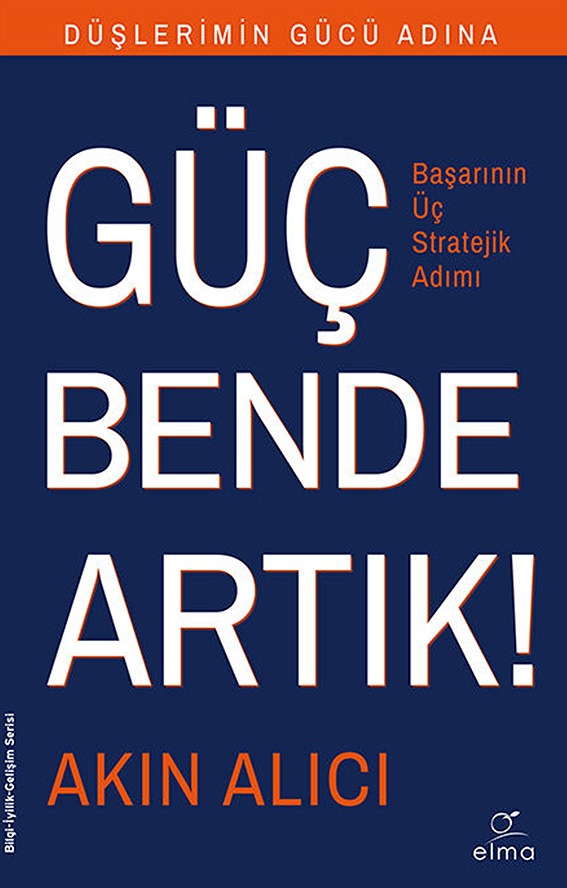 DÜŞLERİMİN GÜCÜ ADINA
GÜÇ
Başarının
Üç
Stratejik
Adımı
BENDE
ARTIK!
AKIN ALICI
Bilgi-İyilik-Gelişim Serisi
elma